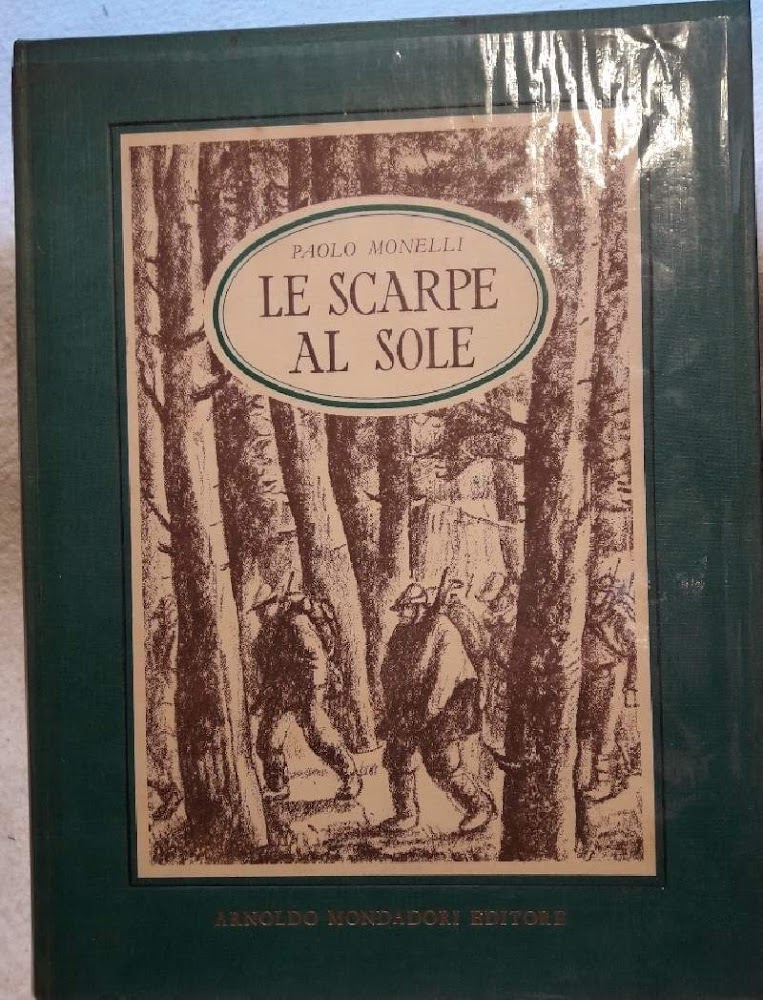 PAOLO MONELLI
LE SCARPE
AL SOLE
ARNOLDO MONDADORI EDITORE